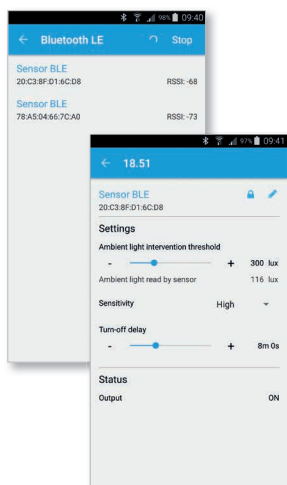 98% 09:40
← Bluetooth LE Stop
Sensor BLE
20:C3:8F:D1:6C:D8 RSSI: -68
Sensor BLE
78:A5:04:66:7C:A0 RSSI: -73
97% 09:41
← 18.51
Sensor BLE
20:C3:8F:D1:6C:D8
Settings
Ambient light intervention threshold
- + 300 lux
Ambient light read by sensor 116 lux
Sensitivity High
Turn-off delay
- + 8m 0s
Status
Output ON